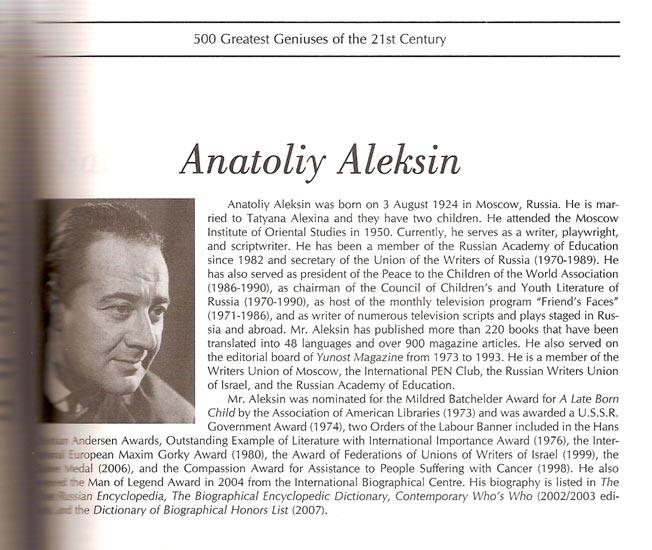 500 Greatest Geniuses of the 21st Century
Anatoliy Aleksin
Anatoliy Aleksin was born on 3 August 1924 in Moscow, Russia. He is mar-
ried to Tatyana Alexina and they have two children. He attended the Moscow
Institute of Oriental Studies in 1950. Currently, he serves as a writer, playwright,
and scriptwriter. He has been a member of the Russian Academy of Education
since 1982 and secretary of the Union of the Writers of Russia (1970-1989). He
has also served as president of the Peace to the Children of the World Association
(1986-1990), as chairman of the Council of Children's and Youth Literature of
Russia (1970-1990), as host of the monthly television program "Friend's Faces"
(1971-1986), and as writer of numerous television scripts and plays staged in Rus-
sia and abroad. Mr. Aleksin has published more than 220 books that have been
translated into 48 languages and over 900 magazine articles. He also served on
the editorial board of Yunost Magazine from 1973 to 1993. He is a member of the
Writers Union of Moscow, the International PEN Club, the Russian Writers Union
of Israel, and the Russian Academy of Education.
Mr. Aleksin was nominated for the Mildred Batchelder Award for A Late Born
Child by the Association of American Libraries (1973) and was awarded a U.S.S.R.
Government Award (1974), two Orders of the Labour Banner included in the Hans
Andersen Awards, Outstanding Example of Literature with International Importance Award (1976), the Inter-
European Maxim Gorky Award (1980), the Award of Federations of Unions of Writers of Israel (1999), the
Medal (2006), and the Compassion Award for Assistance to People Suffering with Cancer (1998). He also
the Man of Legend Award in 2004 from the International Biographical Centre. His biography is listed in The
Russian Encyclopedia, The Biographical Encyclopedic Dictionary, Contemporary Who's Who (2002/2003 edi-
and the Dictionary of Biographical Honors List (2007).